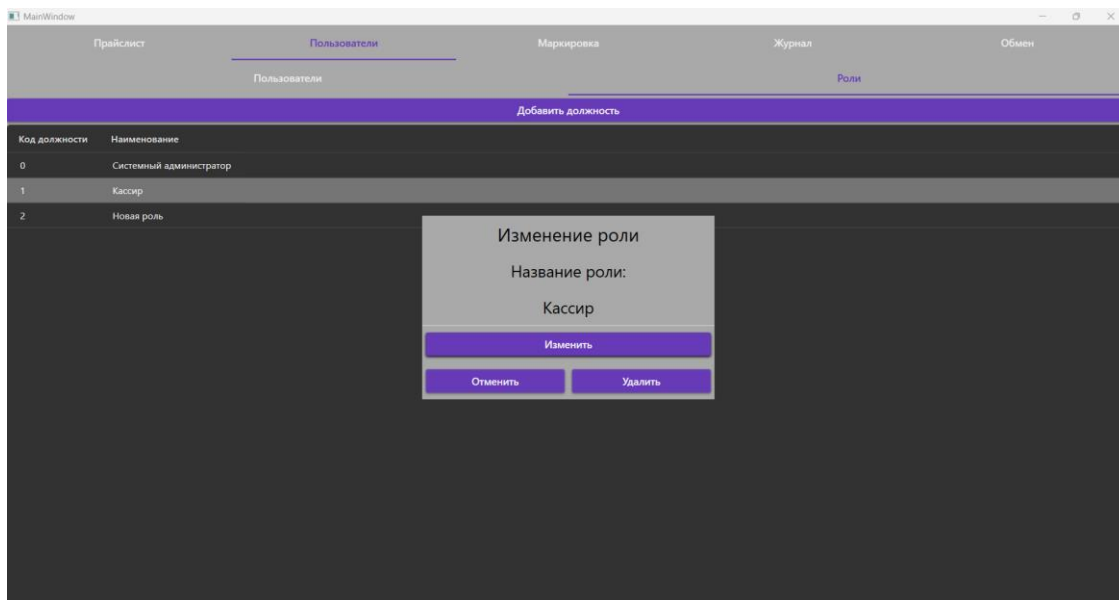 MainWindow
Прайслист Пользователи Маркировка Журнал Обмен
Пользователи Роли
Добавить должность
Код должности Наименование
0 Системный администратор
1 Кассир
2 Новая роль
Изменение роли
Название роли:
Кассир
Изменить
Отменить Удалить